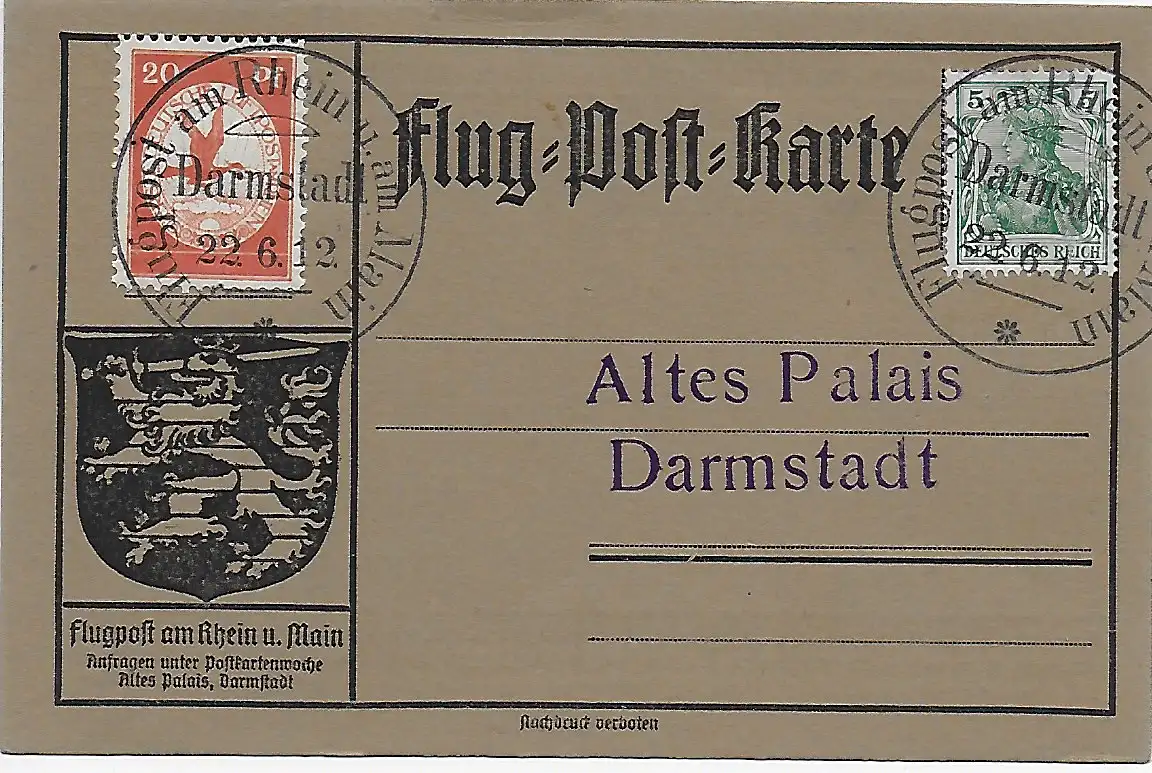 20 Pf
Flugpost am Rhein u. am Main
Darmstadt
22.6.12.
Flug-Post-Karte
5 5
DEUTSCHES REICH
Flugpost am Rhein
Darmstadt
22.6.12.
Main
Altes Palais
Darmstadt
Flugpost am Rhein u. Main
Anfragen unter Postkartenwoche
Altes Palais, Darmstadt
Nachdruck verboten